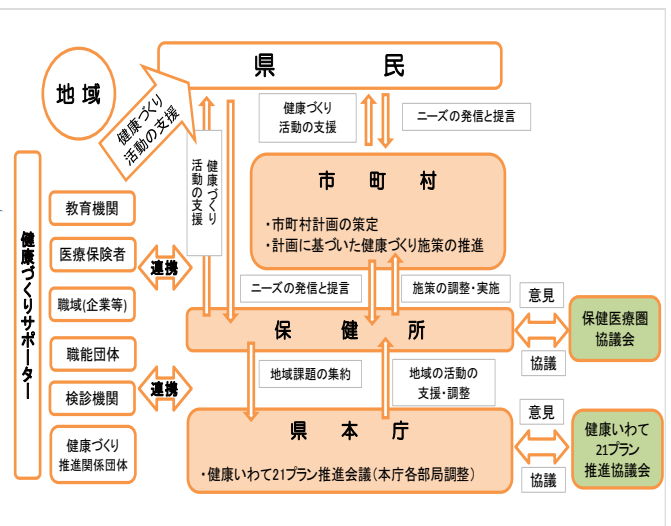 県 民
地域
健康づくり
活動の支援
健康づくり
活動の支援
ニーズの発信と提言
健康づくり
活動の支援
市 町 村
・市町村計画の策定
・計画に基づいた健康づくり施策の推進
健康づくりサポーター
教育機関
医療保険者
職域(企業等)
職能団体
検診機関
健康づくり
推進関係団体
連携
連携
ニーズの発信と提言
施策の調整・実施
保 健 所
意見
協議
保健医療圏
協議会
地域課題の集約
地域の活動の
支援・調整
県 本 庁
・健康いわて21プラン推進会議(本庁各部局調整)
意見
協議
健康いわて
21プラン
推進協議会